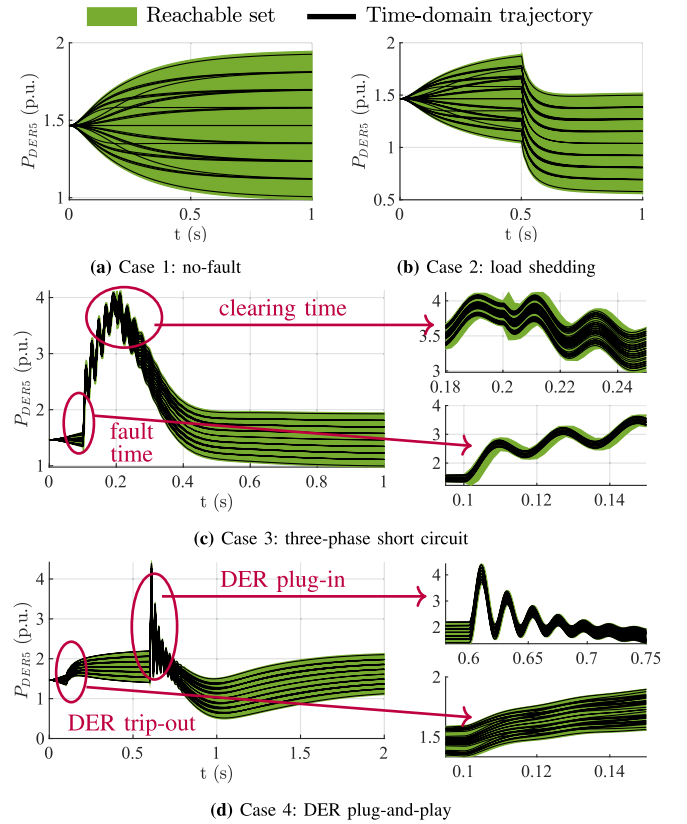 Reachable set Time-domain trajectory
2
1.5
1
P_DER5 (p.u.)
0 0.5 1
t (s)
(a) Case 1: no-fault
2
1.5
1
0.5
P_DER5 (p.u.)
0 0.5 1
t (s)
(b) Case 2: load shedding
4
3
2
1
P_DER5 (p.u.)
clearing time
fault
time
0 0.2 0.4 0.6 0.8 1
t (s)
4
3.5
3
0.18 0.2 0.22 0.24
3
2
0.1 0.12 0.14
(c) Case 3: three-phase short circuit
4
3
2
1
0
P_DER5 (p.u.)
DER plug-in
DER trip-out
0 0.5 1 1.5 2
t (s)
4
3
2
0.6 0.65 0.7 0.75
1.5
0.1 0.12 0.14
(d) Case 4: DER plug-and-play